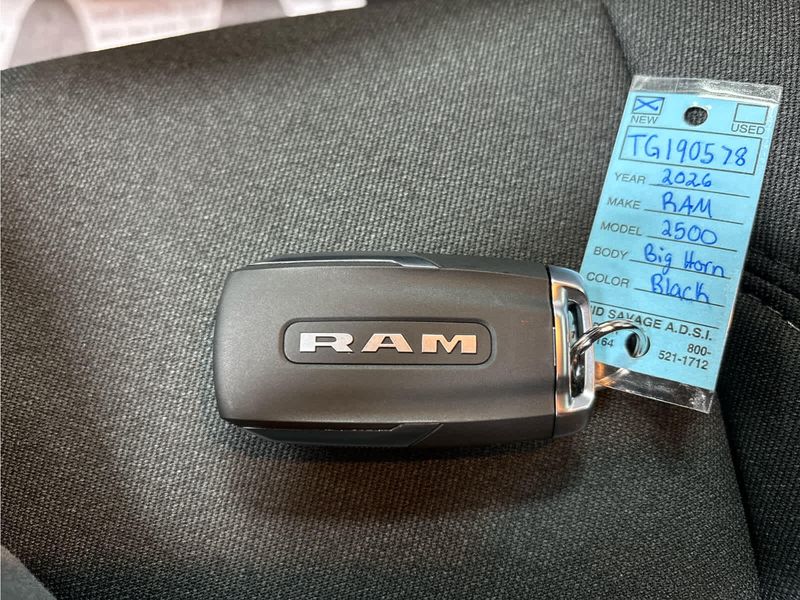 RAM
NEW
USED
TG190578
YEAR 2026
MAKE RAM
MODEL 2500
BODY Big Horn
COLOR Black
SAVAGE A.D.S.I.
164 800-
521-1712